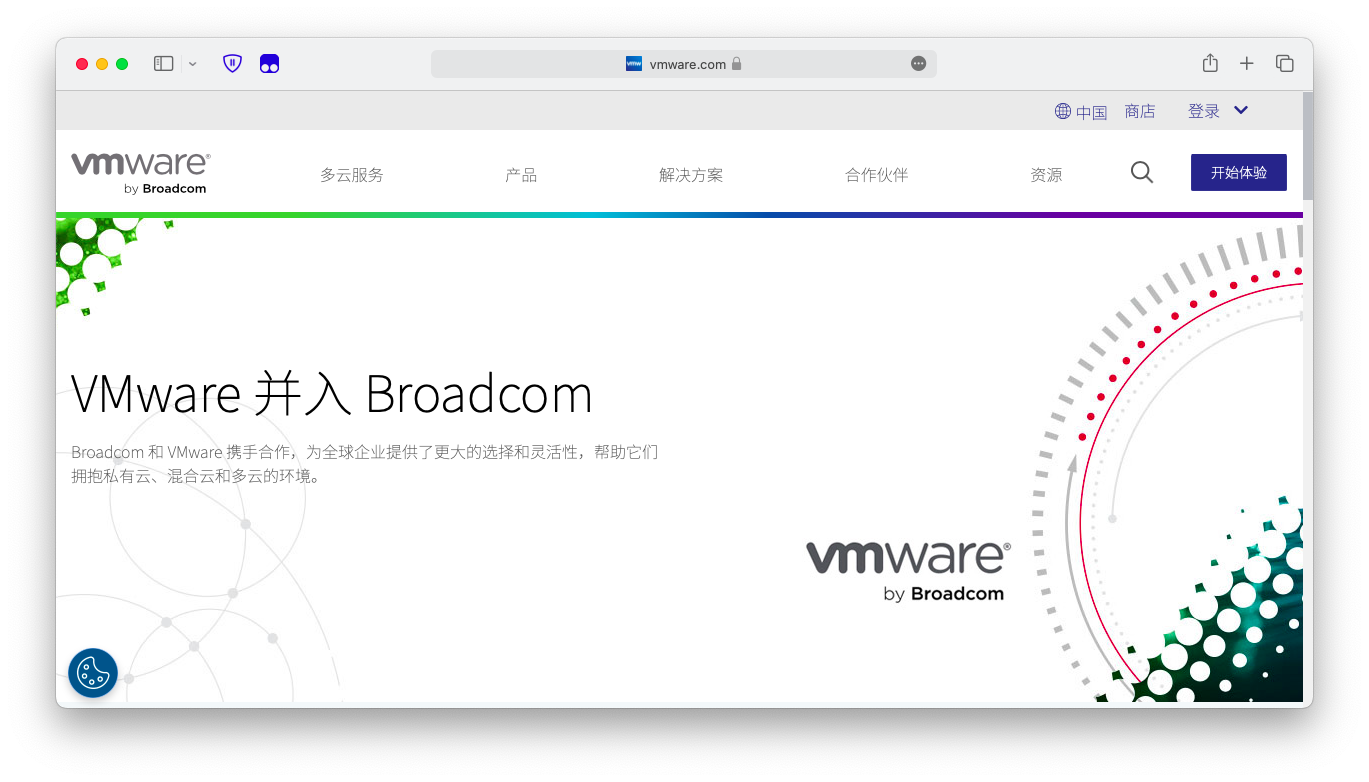 vmw vmware.com
中国 商店 登录
vmware®
by Broadcom
多云服务 产品 解决方案 合作伙伴 资源 开始体验
VMware 并入 Broadcom
Broadcom 和 VMware 携手合作，为全球企业提供了更大的选择和灵活性，帮助它们
拥抱私有云、混合云和多云的环境。
vmware®
by Broadcom